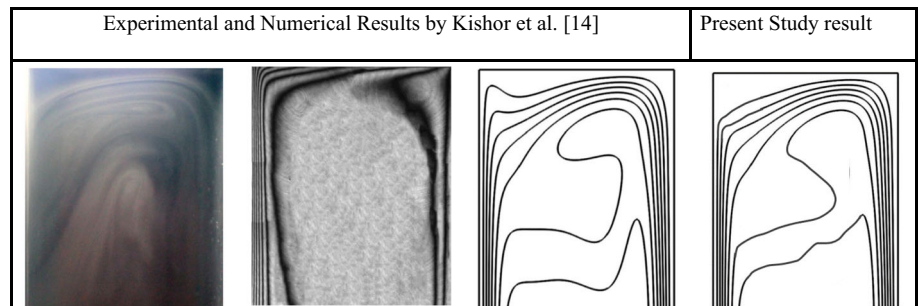 Experimental and Numerical Results by Kishor et al. [14]
Present Study result